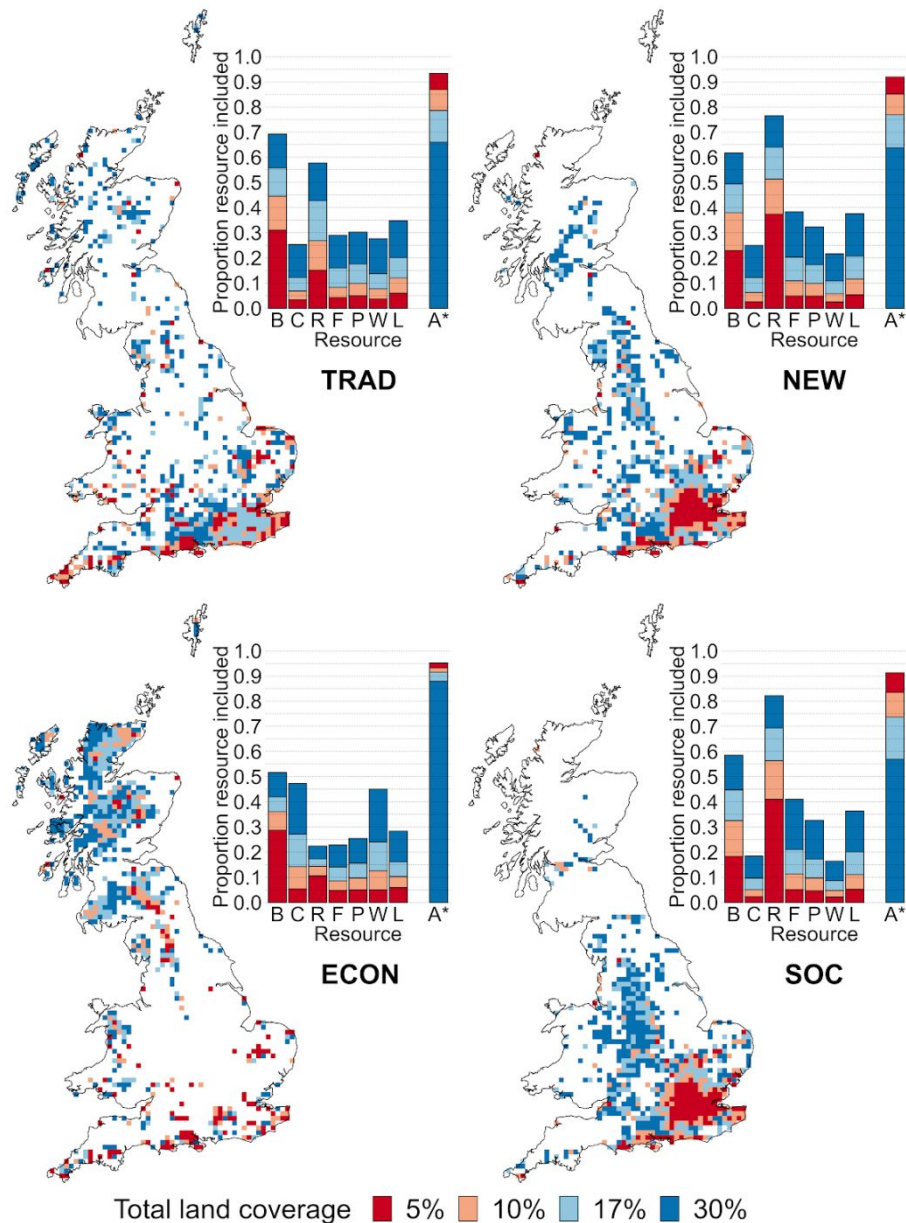 Proportion resource included
1.0
0.9
0.8
0.7
0.6
0.5
0.4
0.3
0.2
0.1
0.0
B C R F P W L A*
Resource
TRAD
Proportion resource included
1.0
0.9
0.8
0.7
0.6
0.5
0.4
0.3
0.2
0.1
0.0
B C R F P W L A*
Resource
NEW
Proportion resource included
1.0
0.9
0.8
0.7
0.6
0.5
0.4
0.3
0.2
0.1
0.0
B C R F P W L A*
Resource
ECON
Proportion resource included
1.0
0.9
0.8
0.7
0.6
0.5
0.4
0.3
0.2
0.1
0.0
B C R F P W L A*
Resource
SOC
Total land coverage 5% 10% 17% 30%